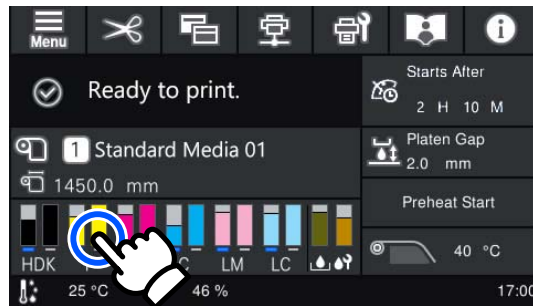 Menu
Ready to print.
Starts After
2 H 10 M
1 Standard Media 01
1450.0 mm
Platen Gap
2.0 mm
Preheat Start
HDK LM LC
40 °C
25 °C 46 %
17:00